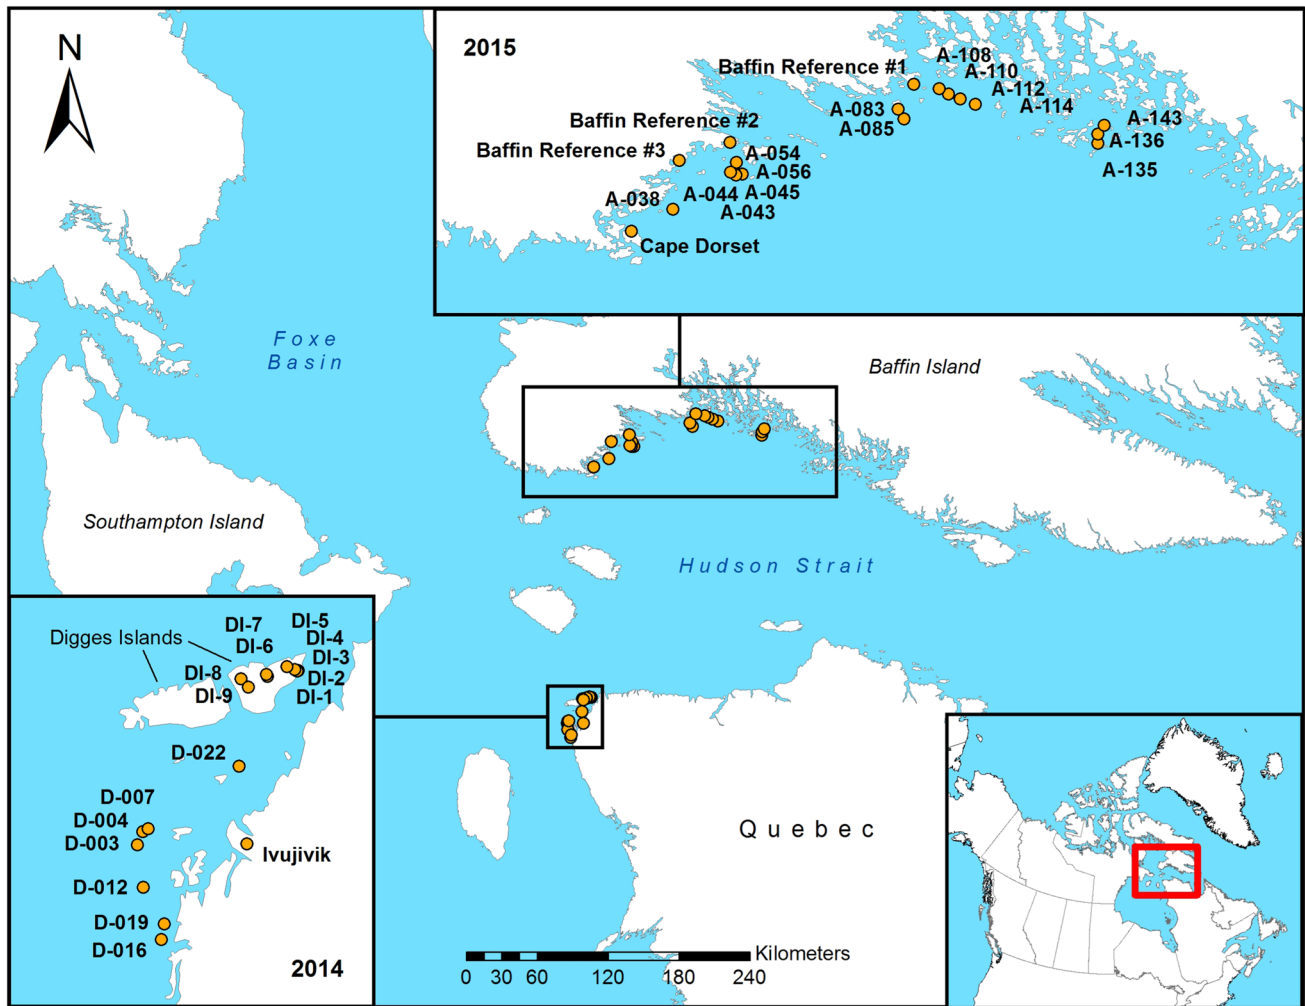 N
2015
A-108
Baffin Reference #1
A-110
A-112
A-114
A-083
A-085
A-143
A-136
A-135
Baffin Reference #2
Baffin Reference #3
A-054
A-056
A-044
A-045
A-038
A-043
Cape Dorset
Foxe
Basin
Baffin Island
Southampton Island
Hudson Strait
Digges Islands
DI-7
DI-5
DI-6
DI-4
DI-3
DI-8
DI-2
DI-9
DI-1
D-022
D-007
D-004
D-003
Ivujivik
D-012
D-019
D-016
2014
Quebec
Kilometers
0 30 60 120 180 240